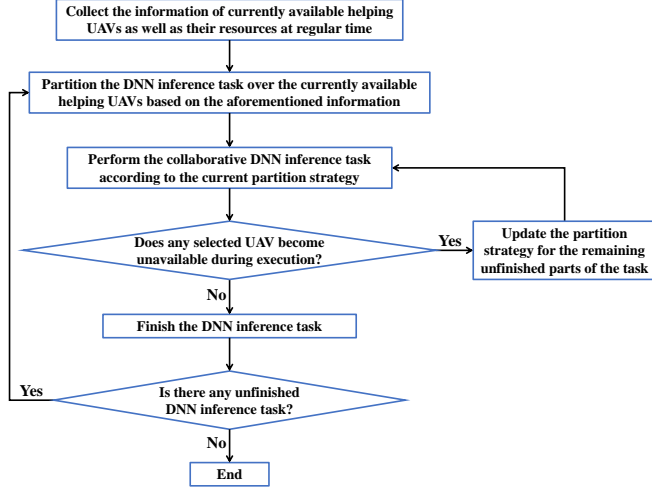 Collect the information of currently available helping
UAVs as well as their resources at regular time
Partition the DNN inference task over the currently available
helping UAVs based on the aforementioned information
Perform the collaborative DNN inference task
according to the current partition strategy
Does any selected UAV become
unavailable during execution?
Yes
Update the partition
strategy for the remaining
unfinished parts of the task
No
Finish the DNN inference task
Yes
Is there any unfinished
DNN inference task?
No
End